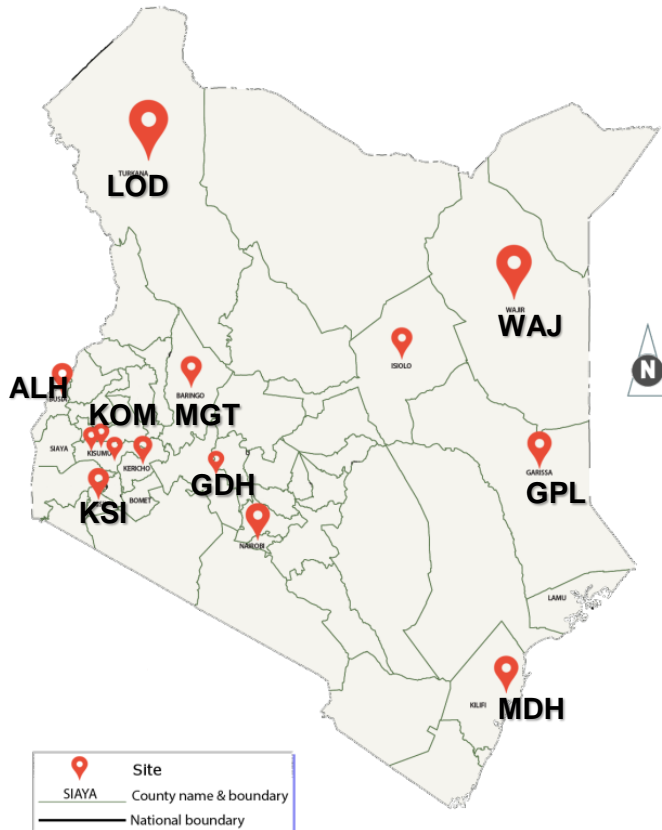 TURKANA
LOD
WAJIR
WAJ
N
ISIOLO
ALH
BUSIA
BARINGO
KOM
MGT
SIAYA
KISUMU
KERICHO
GARISSA
GDH
GPL
BOMET
KSI
NAIROBI
LAMU
KILIFI
MDH
Site
SIAYA County name & boundary
National boundary